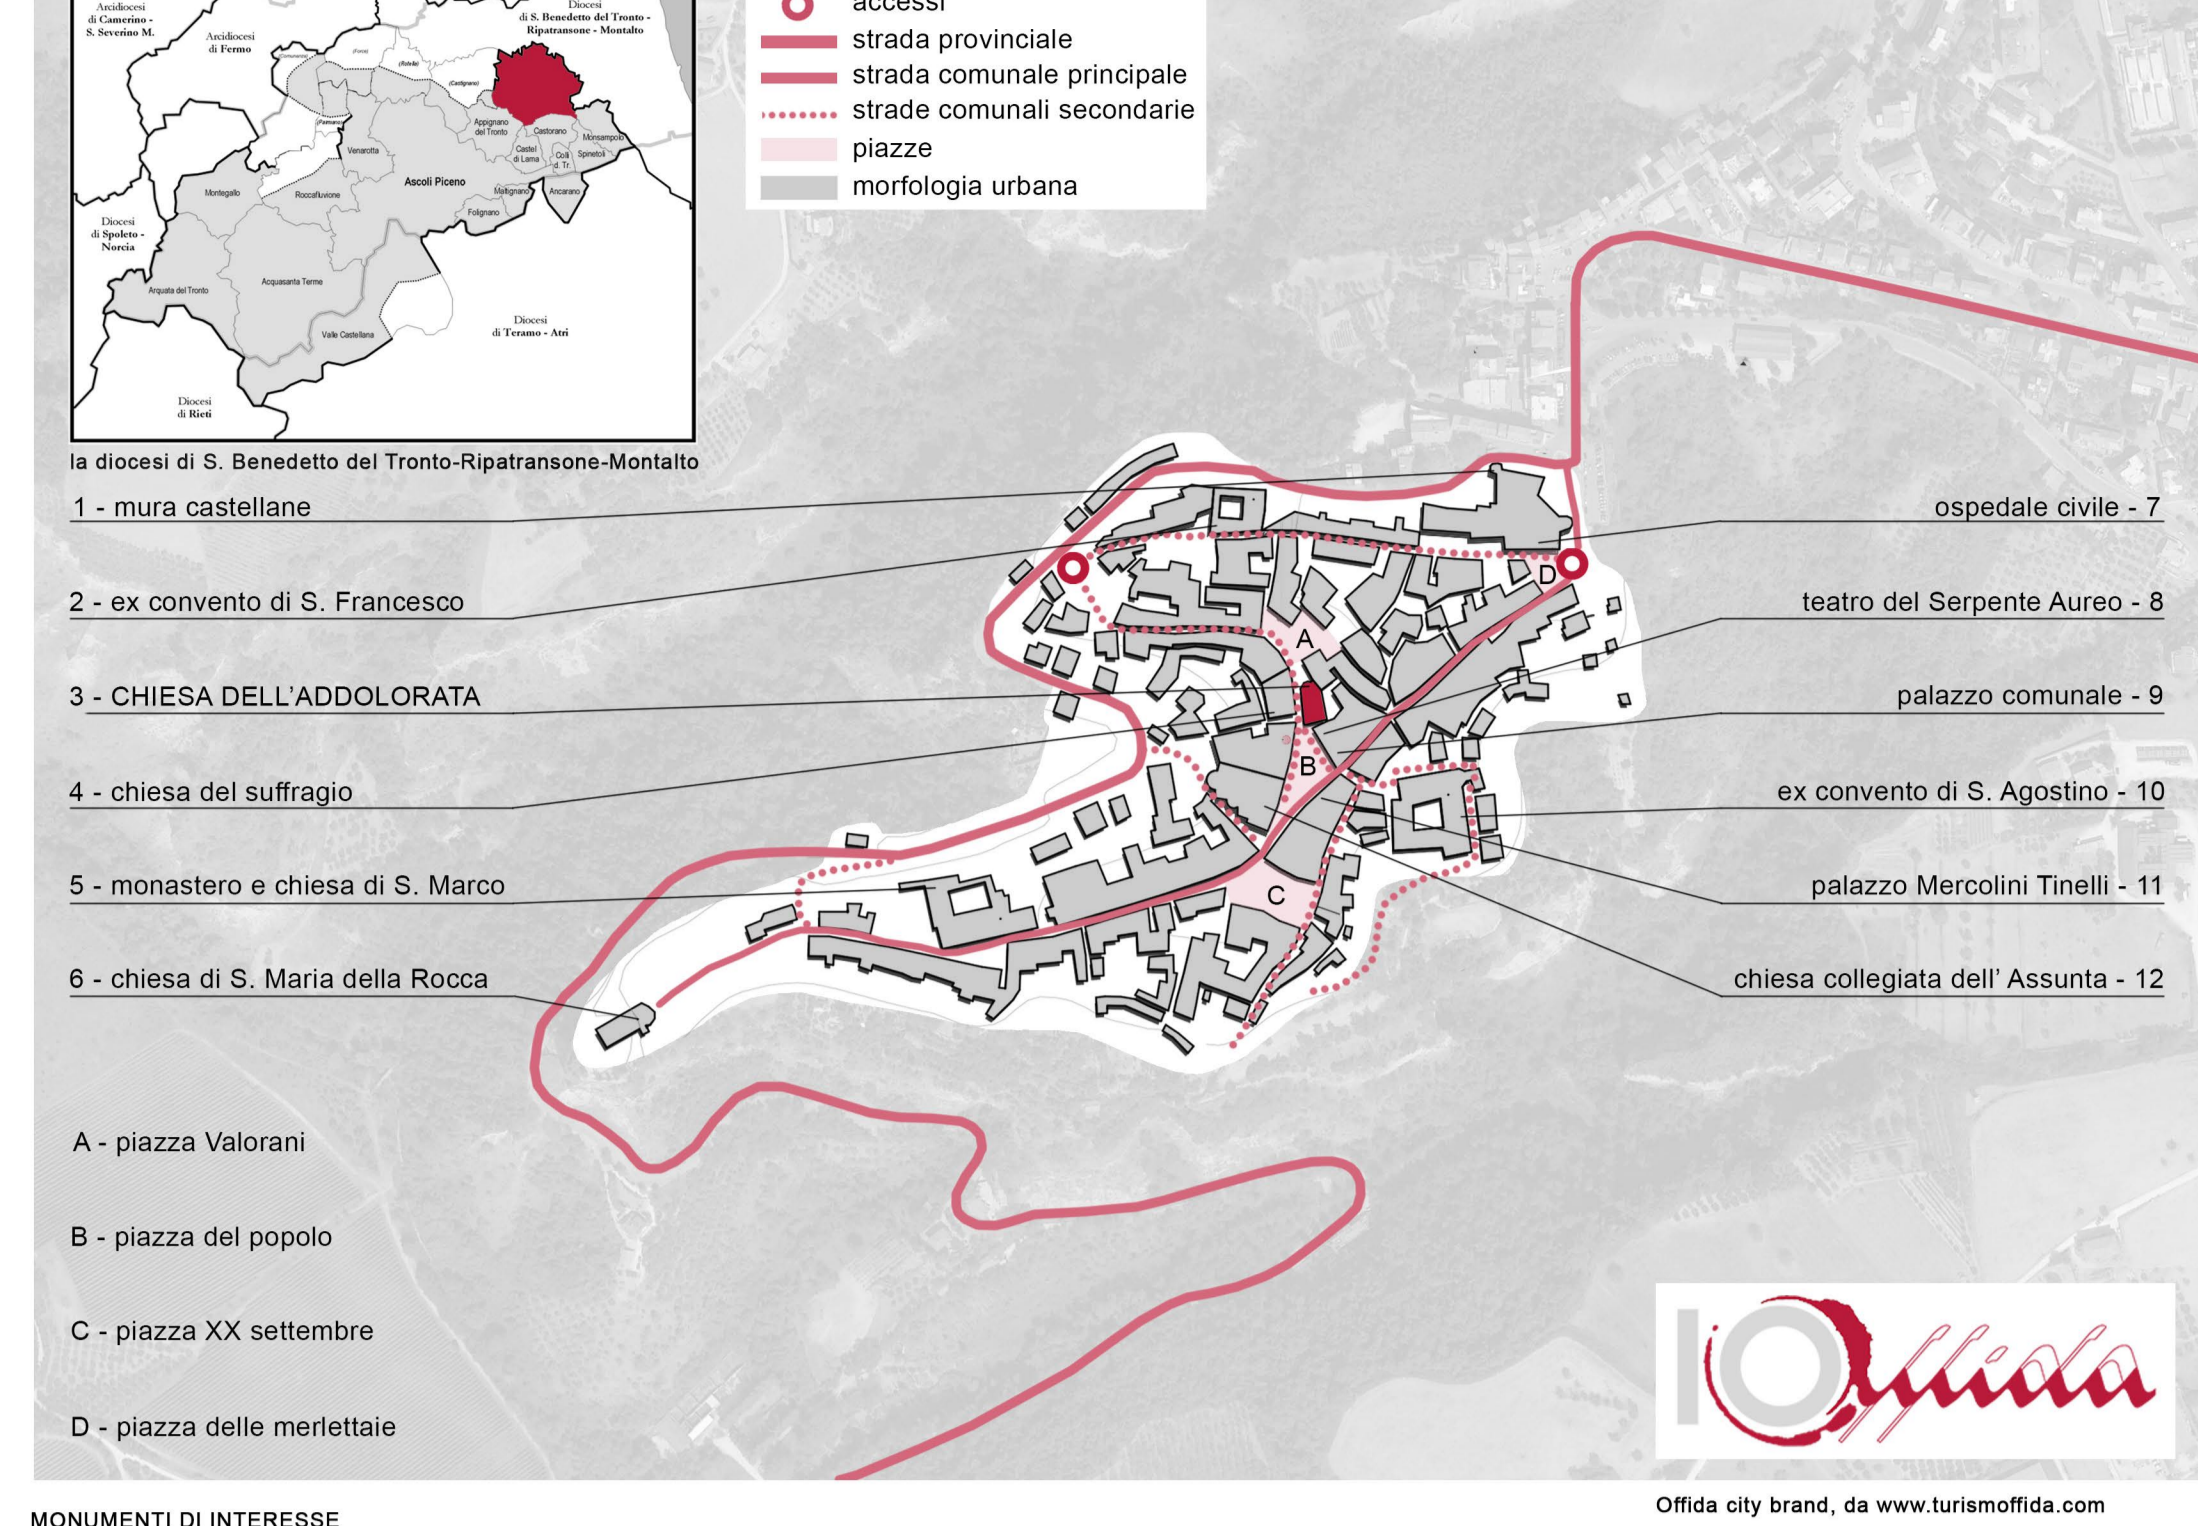 Arcidiocesi
di Camerino -
S. Severino M.
Arcidiocesi
di Fermo
Diocesi
di S. Benedetto del Tronto -
Ripatransone - Montalto
(Force)
(Rotella)
(Castignano)
Appignano
del Tronto
Castorano
Monsampolo
Castel
di Lama
Colli
d. Tr.
Spinetoli
Venarotta
Ascoli Piceno
Montegallo
Roccafluvione
Maltignano
Ancarano
Folignano
Diocesi
di Spoleto -
Norcia
Arquata del Tronto
Acquasanta Terme
Valle Castellana
Diocesi
di Teramo - Atri
Diocesi
di Rieti
la diocesi di S. Benedetto del Tronto-Ripatransone-Montalto
accessi
strada provinciale
strada comunale principale
strade comunali secondarie
piazze
morfologia urbana
1 - mura castellane
2 - ex convento di S. Francesco
3 - CHIESA DELL'ADDOLORATA
4 - chiesa del suffragio
5 - monastero e chiesa di S. Marco
6 - chiesa di S. Maria della Rocca
ospedale civile - 7
teatro del Serpente Aureo - 8
palazzo comunale - 9
ex convento di S. Agostino - 10
palazzo Mercolini Tinelli - 11
chiesa collegiata dell' Assunta - 12
D
A
B
C
A - piazza Valorani
B - piazza del popolo
C - piazza XX settembre
D - piazza delle merlettaie
IO Offida
Offida city brand, da www.turismoffida.com
MONUMENTI DI INTERESSE